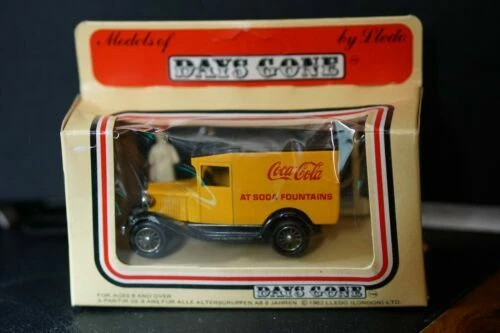 Models of by Lledo
DAYS GONE
Coca-Cola
AT SODA FOUNTAINS
DAYS GONE
FOR AGES 8 AND OVER
A PARTIR DE 8 ANS/FÜR ALLE ALTERSGRUPPEN AB 8 JAHREN © 1983 LLEDO (LONDON) LTD.